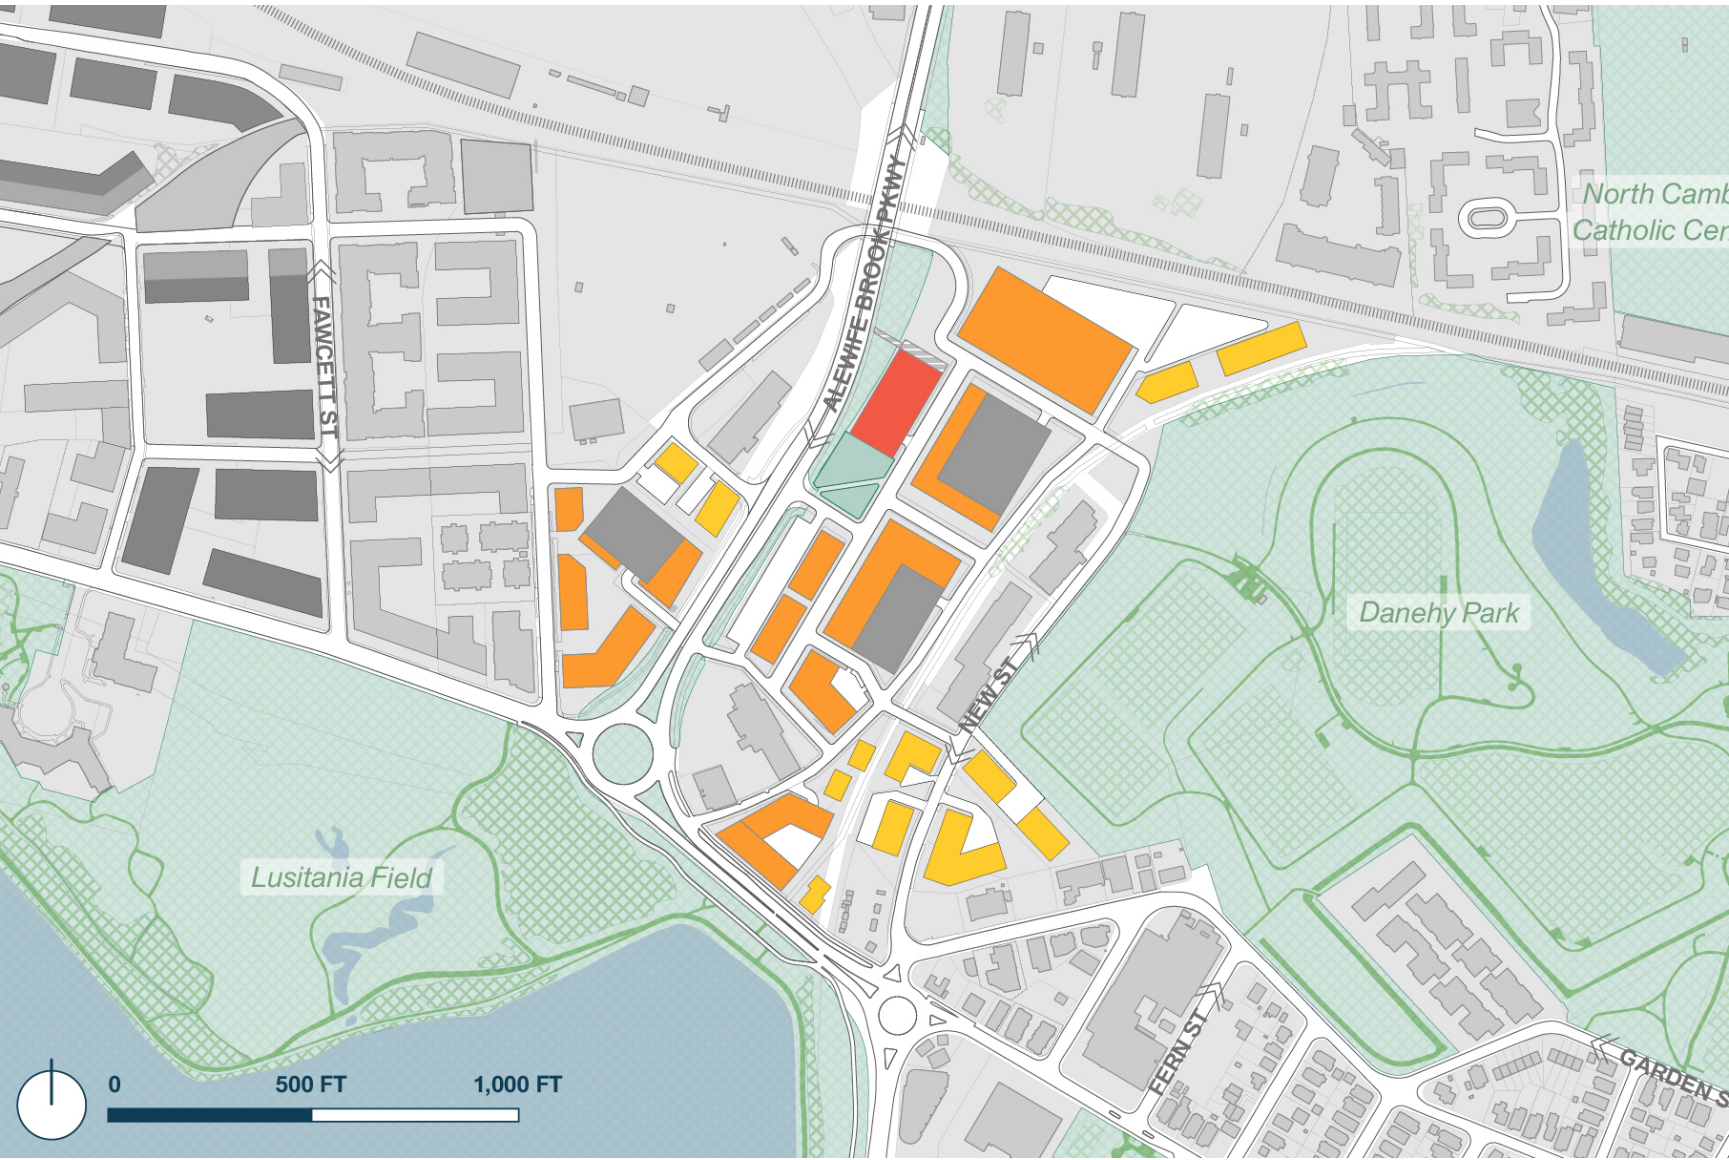 ALEWIFE BROOK PKWY
North Camb
Catholic Cen
FAWCETT ST
Danehy Park
NEW ST
Lusitania Field
FERN ST
GARDEN S
0 500 FT 1,000 FT